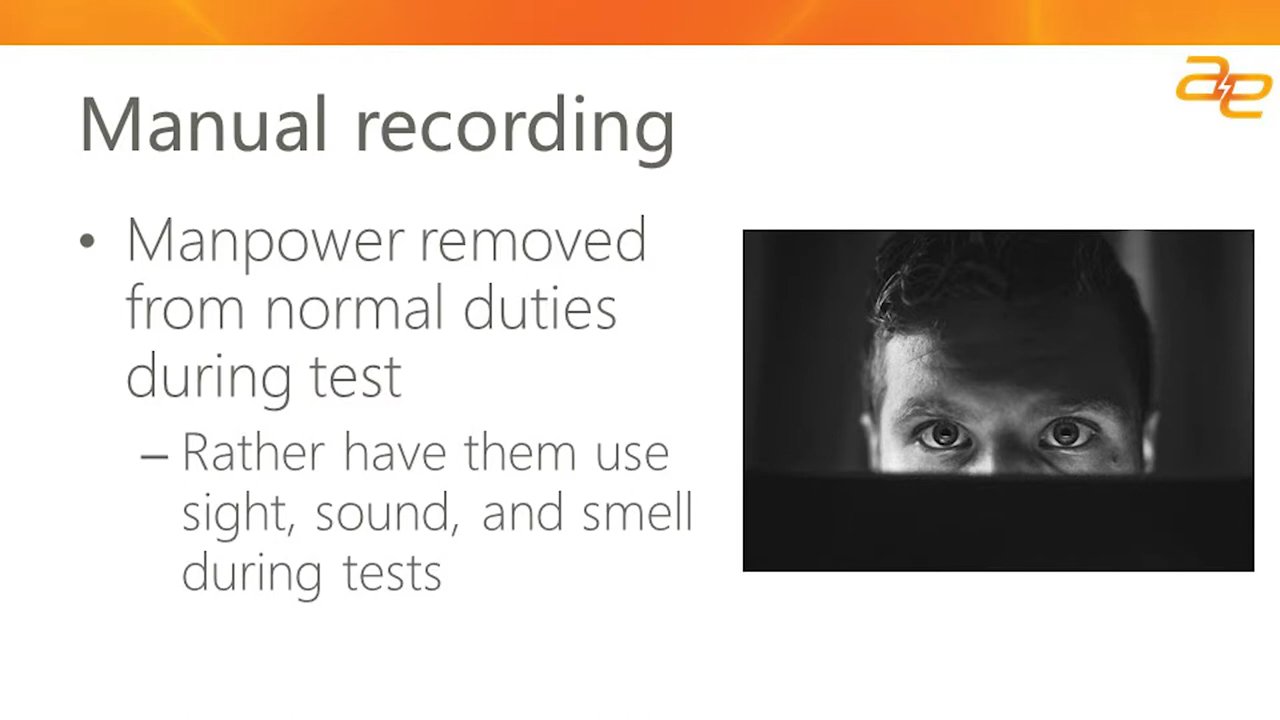 Manual recording
• Manpower removed
from normal duties
during test
– Rather have them use
sight, sound, and smell
during tests
ae